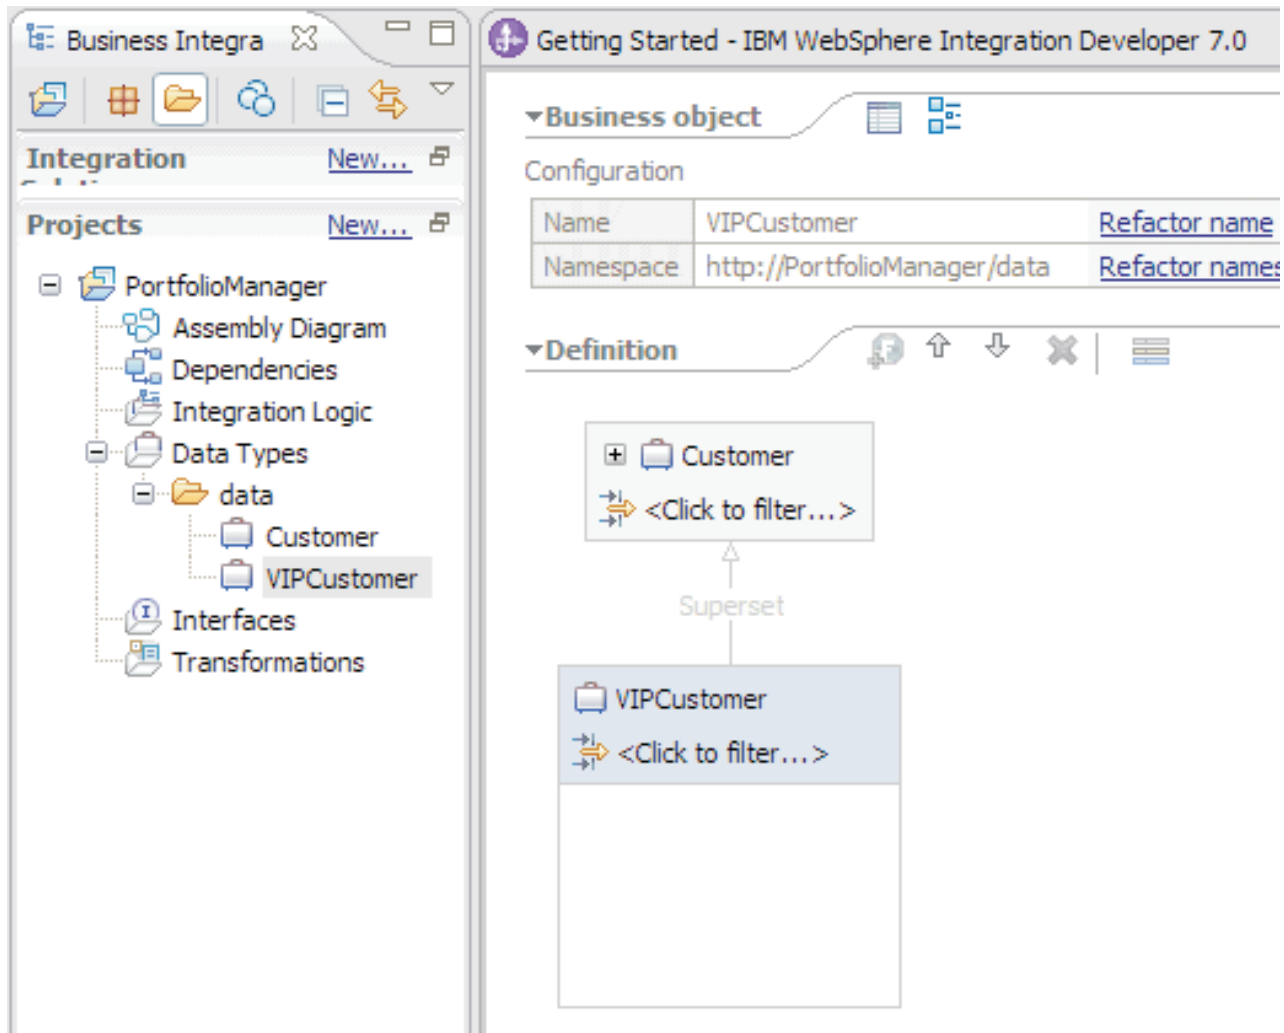 Business Integra
Integration
New...
Projects
New...
PortfolioManager
Assembly Diagram
Dependencies
Integration Logic
Data Types
data
Customer
VIPCustomer
Interfaces
Transformations
Getting Started - IBM WebSphere Integration Developer 7.0
Business object
Configuration
Name VIPCustomer Refactor name
Namespace http://PortfolioManager/data Refactor names
Definition
Customer
<Click to filter...>
Superset
VIPCustomer
<Click to filter...>